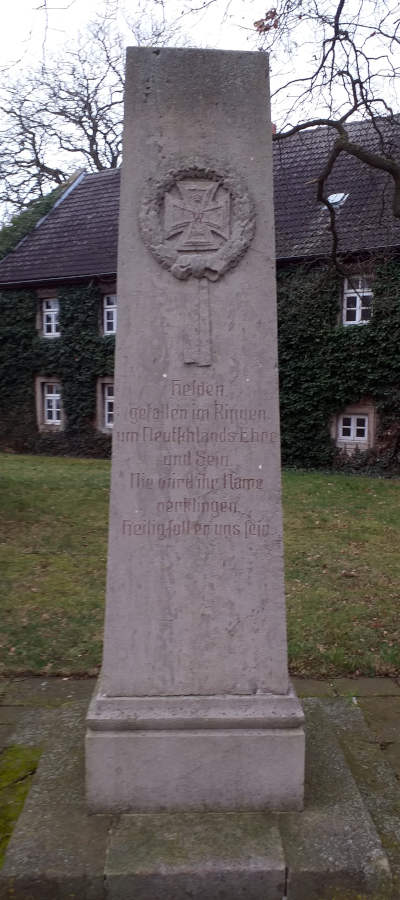 Helden
gefallen im Ringen
um Deutschlands Ehre
und Sein.
Nie wird ihr Name
verklingen.
Heilig soll er uns sein.